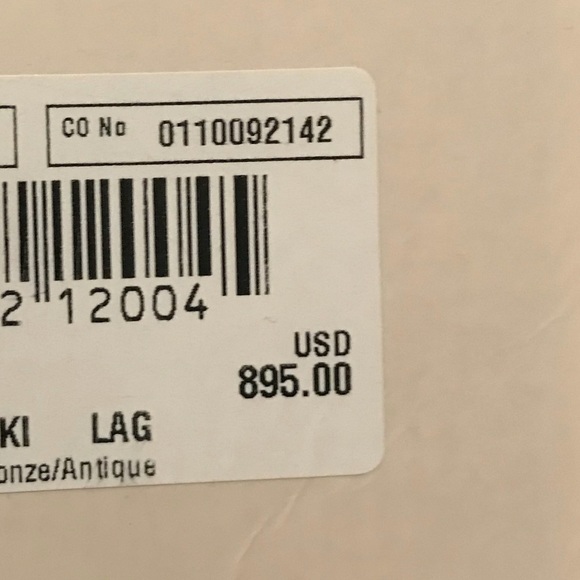 CO No 0110092142
2 12004
USD
895.00
KI LAG
onze/Antique